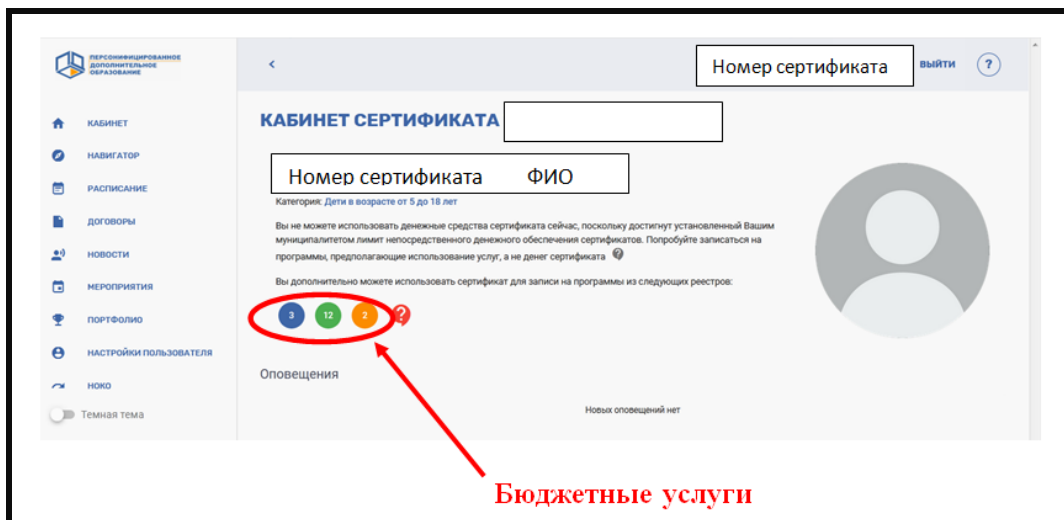 ПЕРСОНИФИЦИРОВАННОЕ
ДОПОЛНИТЕЛЬНОЕ
ОБРАЗОВАНИЕ
Номер сертификата
ВЫЙТИ
?
КАБИНЕТ
НАВИГАТОР
РАСПИСАНИЕ
ДОГОВОРЫ
НОВОСТИ
МЕРОПРИЯТИЯ
ПОРТФОЛИО
НАСТРОЙКИ ПОЛЬЗОВАТЕЛЯ
НОКО
Темная тема
КАБИНЕТ СЕРТИФИКАТА
Номер сертификата ФИО
Категория: Дети в возрасте от 5 до 18 лет
Вы не можете использовать денежные средства сертификата сейчас, поскольку достигнут установленный Вашим
муниципалитетом лимит непосредственного денежного обеспечения сертификатов. Попробуйте записаться на
программы, предполагающие использование услуг, а не денег сертификата ?
Вы дополнительно можете использовать сертификат для записи на программы из следующих реестров:
3 12 2 ?
Оповещения
Новых оповещений нет
Бюджетные услуги